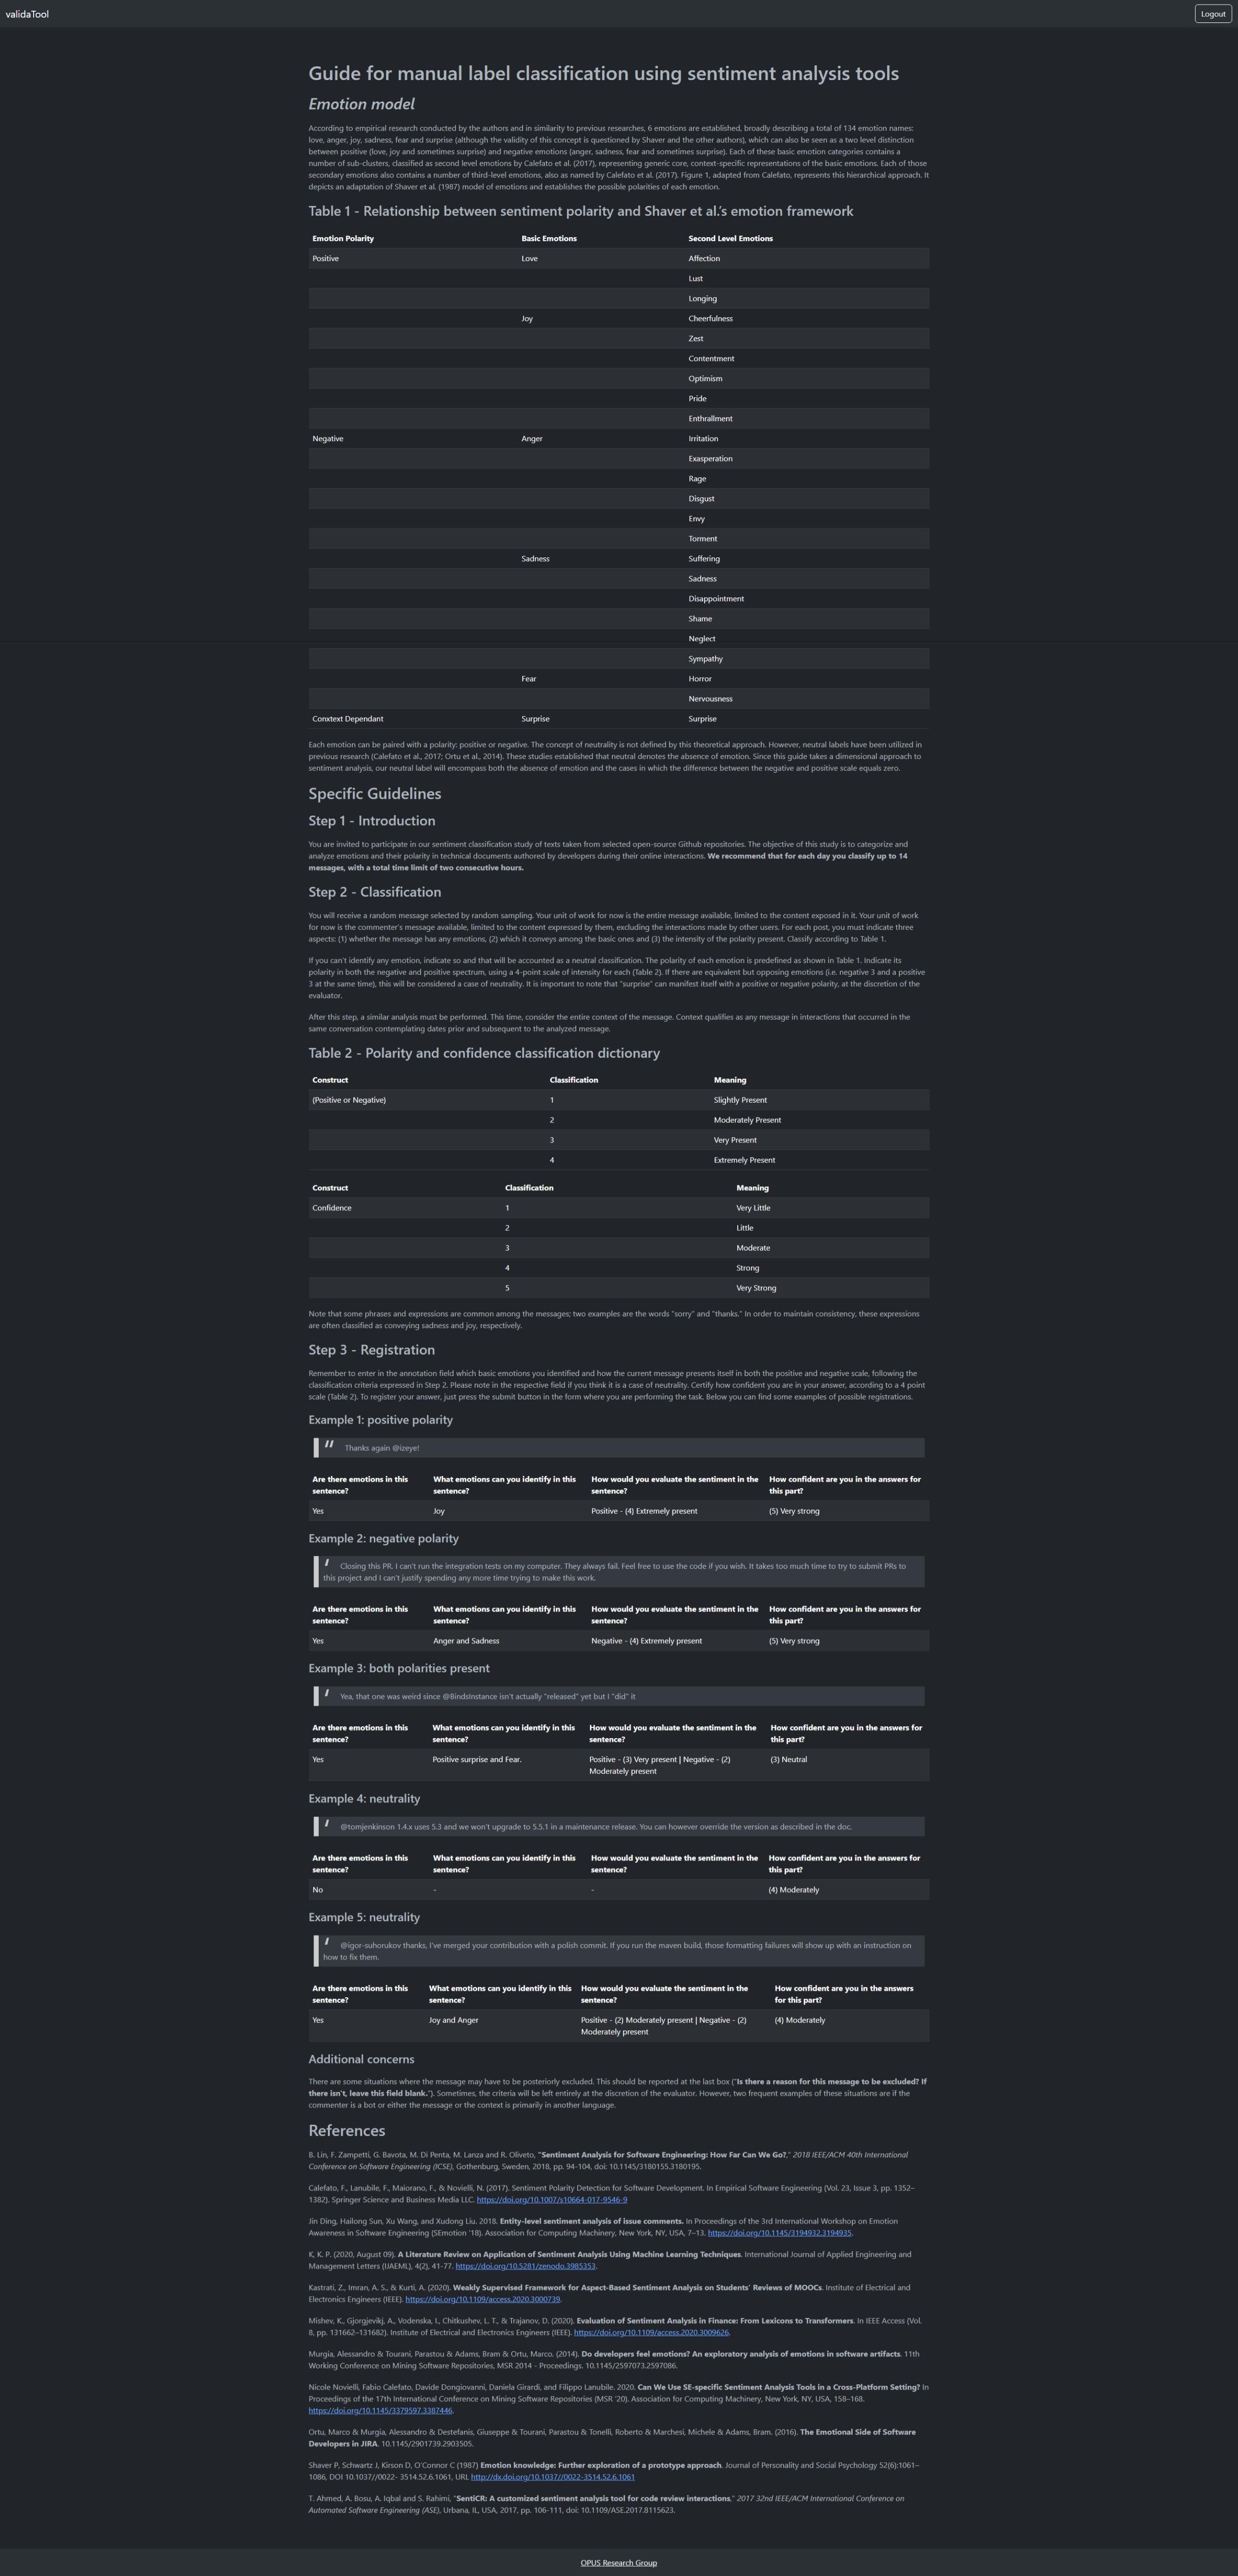 validaTool
Logout
Guide for manual label classification using sentiment analysis tools
Emotion model
According to empirical research conducted by the authors and in similarity to previous researches, 6 emotions are established, broadly describing a total of 134 emotion names:
love, anger, joy, sadness, fear and surprise (although the validity of this concept is questioned by Shaver and the other authors), which can also be seen as a two level distinction
between positive (love, joy and sometimes surprise) and negative emotions (anger, sadness, fear and sometimes surprise). Each of these basic emotion categories contains a
number of sub-clusters, classified as second level emotions by Calefato et al. (2017), representing generic core, context-specific representations of the basic emotions. Each of those
secondary emotions also contains a number of third-level emotions, also as named by Calefato et al. (2017). Figure 1, adapted from Calefato, represents this hierarchical approach. It
depicts an adaptation of Shaver et al. (1987) model of emotions and establishes the possible polarities of each emotion.
Table 1 - Relationship between sentiment polarity and Shaver et al.'s emotion framework
Emotion Polarity Basic Emotions Second Level Emotions
Positive Love Affection
Lust
Longing
Joy Cheerfulness
Zest
Contentment
Optimism
Pride
Enthrallment
Negative Anger Irritation
Exasperation
Rage
Disgust
Envy
Torment
Sadness Suffering
Sadness
Disappointment
Shame
Neglect
Sympathy
Fear Horror
Nervousness
Conxtext Dependant Surprise Surprise
Each emotion can be paired with a polarity: positive or negative. The concept of neutrality is not defined by this theoretical approach. However, neutral labels have been utilized in
previous research (Calefato et al., 2017; Ortu et al., 2014). These studies established that neutral denotes the absence of emotion. Since this guide takes a dimensional approach to
sentiment analysis, our neutral label will encompass both the absence of emotion and the cases in which the difference between the negative and positive scale equals zero.
Specific Guidelines
Step 1 - Introduction
You are invited to participate in our sentiment classification study of texts taken from selected open-source Github repositories. The objective of this study is to categorize and
analyze emotions and their polarity in technical documents authored by developers during their online interactions. We recommend that for each day you classify up to 14
messages, with a total time limit of two consecutive hours.
Step 2 - Classification
You will receive a random message selected by random sampling. Your unit of work for now is the entire message available, limited to the content exposed in it. Your unit of work
for now is the commenter's message available, limited to the content expressed by them, excluding the interactions made by other users. For each post, you must indicate three
aspects: (1) whether the message has any emotions, (2) which it conveys among the basic ones and (3) the intensity of the polarity present. Classify according to Table 1.
If you can't identify any emotion, indicate so and that will be accounted as a neutral classification. The polarity of each emotion is predefined as shown in Table 1. Indicate its
polarity in both the negative and positive spectrum, using a 4-point scale of intensity for each (Table 2). If there are equivalent but opposing emotions (i.e. negative 3 and a positive
3 at the same time), this will be considered a case of neutrality. It is important to note that "surprise" can manifest itself with a positive or negative polarity, at the discretion of the
evaluator.
After this step, a similar analysis must be performed. This time, consider the entire context of the message. Context qualifies as any message in interactions that occurred in the
same conversation contemplating dates prior and subsequent to the analyzed message.
Table 2 - Polarity and confidence classification dictionary
Construct Classification Meaning
(Positive or Negative) 1 Slightly Present
2 Moderately Present
3 Very Present
4 Extremely Present
Construct Classification Meaning
Confidence 1 Very Little
2 Little
3 Moderate
4 Strong
5 Very Strong
Note that some phrases and expressions are common among the messages; two examples are the words "sorry" and "thanks." In order to maintain consistency, these expressions
are often classified as conveying sadness and joy, respectively.
Step 3 - Registration
Remember to enter in the annotation field which basic emotions you identified and how the current message presents itself in both the positive and negative scale, following the
classification criteria expressed in Step 2. Please note in the respective field if you think it is a case of neutrality. Certify how confident you are in your answer, according to a 4 point
scale (Table 2). To register your answer, just press the submit button in the form where you are performing the task. Below you can find some examples of possible registrations.
Example 1: positive polarity
" Thanks again @izeye!
Are there emotions in this What emotions can you identify in this How would you evaluate the sentiment in the How confident are you in the answers for
sentence? sentence? sentence? this part?
Yes Joy Positive - (4) Extremely present (5) Very strong
Example 2: negative polarity
' Closing this PR. I can't run the integration tests on my computer. They always fail. Feel free to use the code if you wish. It takes too much time to try to submit PRs to
this project and I can't justify spending any more time trying to make this work.
Are there emotions in this What emotions can you identify in this How would you evaluate the sentiment in the How confident are you in the answers for
sentence? sentence? sentence? this part?
Yes Anger and Sadness Negative - (4) Extremely present (5) Very strong
Example 3: both polarities present
' Yea, that one was weird since @BindsInstance isn't actually "released" yet but I "did" it
Are there emotions in this What emotions can you identify in this How would you evaluate the sentiment in the How confident are you in the answers for
sentence? sentence? sentence? this part?
Yes Positive surprise and Fear. Positive - (3) Very present | Negative - (2) (3) Neutral
Moderately present
Example 4: neutrality
' @tomjenkinson 1.4.x uses 5.3 and we won't upgrade to 5.5.1 in a maintenance release. You can however override the version as described in the doc.
Are there emotions in this What emotions can you identify in this How would you evaluate the sentiment in the How confident are you in the answers for
sentence? sentence? sentence? this part?
No - - (4) Moderately
Example 5: neutrality
' @igor-suhorukov thanks, I've merged your contribution with a polish commit. If you run the maven build, those formatting failures will show up with an instruction on
how to fix them.
Are there emotions in this What emotions can you identify in this How would you evaluate the sentiment in the How confident are you in the answers
sentence? sentence? sentence? for this part?
Yes Joy and Anger Positive - (2) Moderately present | Negative - (2) (4) Moderately
Moderately present
Additional concerns
There are some situations where the message may have to be posteriorly excluded. This should be reported at the last box ("Is there a reason for this message to be excluded? If
there isn't, leave this field blank."). Sometimes, the criteria will be left entirely at the discretion of the evaluator. However, two frequent examples of these situations are if the
commenter is a bot or either the message or the context is primarily in another language.
References
B. Lin, F. Zampetti, G. Bavota, M. Di Penta, M. Lanza and R. Oliveto, "Sentiment Analysis for Software Engineering: How Far Can We Go?," 2018 IEEE/ACM 40th International
Conference on Software Engineering (ICSE), Gothenburg, Sweden, 2018, pp. 94-104, doi: 10.1145/3180155.3180195.
Calefato, F., Lanubile, F., Maiorano, F., & Novielli, N. (2017). Sentiment Polarity Detection for Software Development. In Empirical Software Engineering (Vol. 23, Issue 3, pp. 1352–
1382). Springer Science and Business Media LLC. https://doi.org/10.1007/s10664-017-9546-9
Jin Ding, Hailong Sun, Xu Wang, and Xudong Liu. 2018. Entity-level sentiment analysis of issue comments. In Proceedings of the 3rd International Workshop on Emotion
Awareness in Software Engineering (SEmotion '18). Association for Computing Machinery, New York, NY, USA, 7–13. https://doi.org/10.1145/3194932.3194935.
K, K. P. (2020, August 09). A Literature Review on Application of Sentiment Analysis Using Machine Learning Techniques. International Journal of Applied Engineering and
Management Letters (IJAEML), 4(2), 41-77. https://doi.org/10.5281/zenodo.3985353.
Kastrati, Z., Imran, A. S., & Kurti, A. (2020). Weakly Supervised Framework for Aspect-Based Sentiment Analysis on Students' Reviews of MOOCs. Institute of Electrical and
Electronics Engineers (IEEE). https://doi.org/10.1109/access.2020.3000739.
Mishev, K., Gjorgjevikj, A., Vodenska, I., Chitkushev, L. T., & Trajanov, D. (2020). Evaluation of Sentiment Analysis in Finance: From Lexicons to Transformers. In IEEE Access (Vol.
8, pp. 131662–131682). Institute of Electrical and Electronics Engineers (IEEE). https://doi.org/10.1109/access.2020.3009626.
Murgia, Alessandro & Tourani, Parastou & Adams, Bram & Ortu, Marco. (2014). Do developers feel emotions? An exploratory analysis of emotions in software artifacts. 11th
Working Conference on Mining Software Repositories, MSR 2014 - Proceedings. 10.1145/2597073.2597086.
Nicole Novielli, Fabio Calefato, Davide Dongiovanni, Daniela Girardi, and Filippo Lanubile. 2020. Can We Use SE-specific Sentiment Analysis Tools in a Cross-Platform Setting? In
Proceedings of the 17th International Conference on Mining Software Repositories (MSR '20). Association for Computing Machinery, New York, NY, USA, 158–168.
https://doi.org/10.1145/3379597.3387446.
Ortu, Marco & Murgia, Alessandro & Destefanis, Giuseppe & Tourani, Parastou & Tonelli, Roberto & Marchesi, Michele & Adams, Bram. (2016). The Emotional Side of Software
Developers in JIRA. 10.1145/2901739.2903505.
Shaver P, Schwartz J, Kirson D, O'Connor C (1987) Emotion knowledge: Further exploration of a prototype approach. Journal of Personality and Social Psychology 52(6):1061–
1086, DOI 10.1037//0022- 3514.52.6.1061, URL http://dx.doi.org/10.1037//0022-3514.52.6.1061
T. Ahmed, A. Bosu, A. Iqbal and S. Rahimi, "SentiCR: A customized sentiment analysis tool for code review interactions," 2017 32nd IEEE/ACM International Conference on
Automated Software Engineering (ASE), Urbana, IL, USA, 2017, pp. 106-111, doi: 10.1109/ASE.2017.8115623.
OPUS Research Group